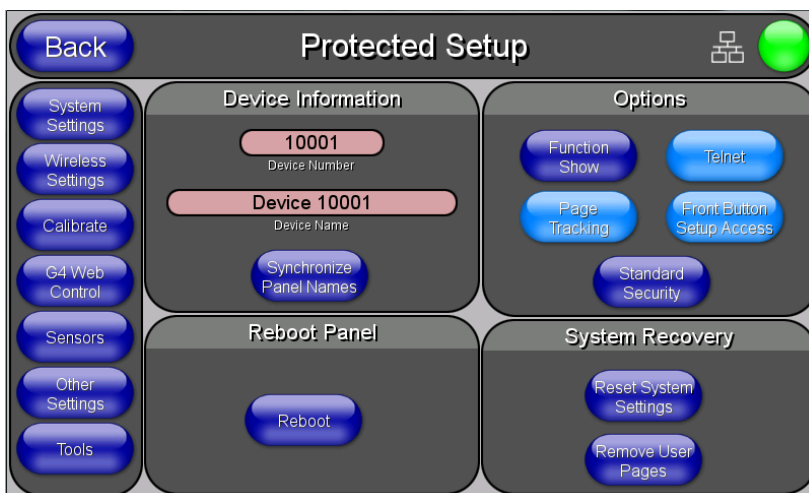 Back
Protected Setup
System
Settings
Wireless
Settings
Calibrate
G4 Web
Control
Sensors
Other
Settings
Tools
Device Information
10001
Device Number
Device 10001
Device Name
Synchronize
Panel Names
Options
Function
Show
Telnet
Page
Tracking
Front Button
Setup Access
Standard
Security
Reboot Panel
Reboot
System Recovery
Reset System
Settings
Remove User
Pages